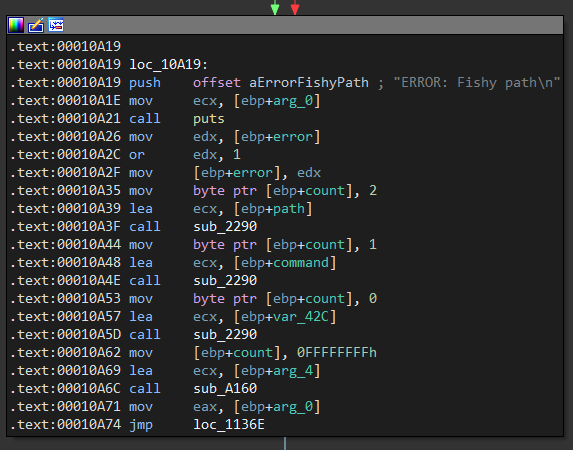 .text:00010A19
.text:00010A19 loc_10A19:
.text:00010A19 push    offset aErrorFishyPath ; "ERROR: Fishy path\n"
.text:00010A1E mov     ecx, [ebp+arg_0]
.text:00010A21 call    puts
.text:00010A26 mov     edx, [ebp+error]
.text:00010A2C or      edx, 1
.text:00010A2F mov     [ebp+error], edx
.text:00010A35 mov     byte ptr [ebp+count], 2
.text:00010A39 lea     ecx, [ebp+path]
.text:00010A3F call    sub_2290
.text:00010A44 mov     byte ptr [ebp+count], 1
.text:00010A48 lea     ecx, [ebp+command]
.text:00010A4E call    sub_2290
.text:00010A53 mov     byte ptr [ebp+count], 0
.text:00010A57 lea     ecx, [ebp+var_42C]
.text:00010A5D call    sub_2290
.text:00010A62 mov     [ebp+count], 0FFFFFFFFh
.text:00010A69 lea     ecx, [ebp+arg_4]
.text:00010A6C call    sub_A160
.text:00010A71 mov     eax, [ebp+arg_0]
.text:00010A74 jmp     loc_1136E